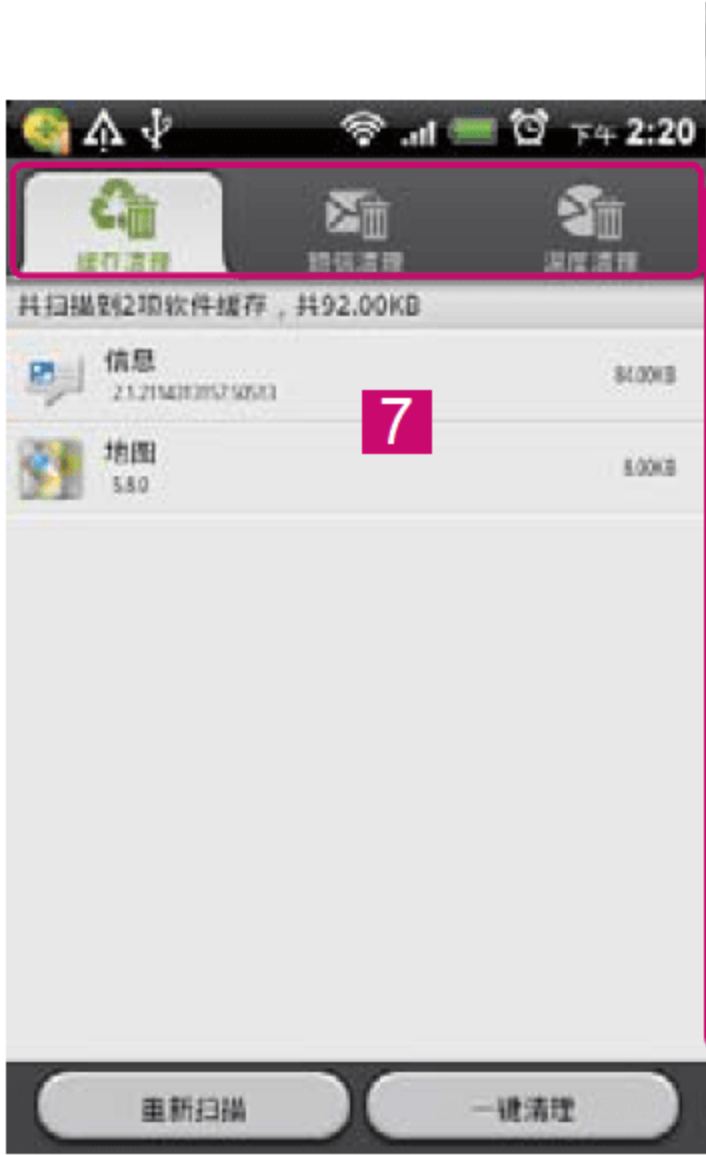 下午 2:20
缓存清理 短信清理 深度清理
共扫描到2项软件缓存，共92.00KB
信息
84.00KB
7
地图
5.8.0
8.00KB
重新扫描 一键清理